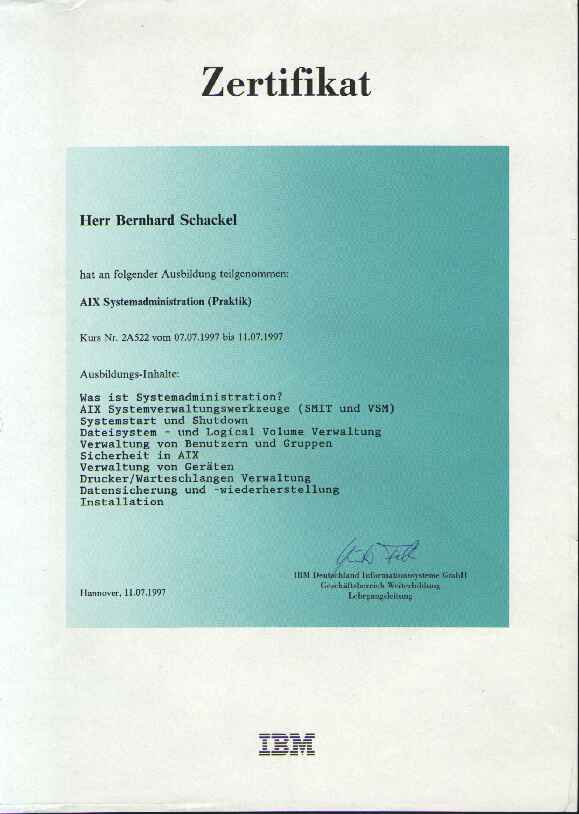 Zertifikat
Herr Bernhard Schackel
hat an folgender Ausbildung teilgenommen:
AIX Systemadministration (Praktik)
Kurs Nr. 2A522 vom 07.07.1997 bis 11.07.1997
Ausbildungs-Inhalte:
Was ist Systemadministration?
AIX Systemverwaltungswerkzeuge (SMIT und VSM)
Systemstart und Shutdown
Dateisystem - und Logical Volume Verwaltung
Verwaltung von Benutzern und Gruppen
Sicherheit in AIX
Verwaltung von Geräten
Drucker/Warteschlangen Verwaltung
Datensicherung und -wiederherstellung
Installation
IBM Deutschland Informationssysteme GmbH
Geschäftsbereich Weiterbildung
Lehrgangsleitung
Hannover, 11.07.1997
IBM